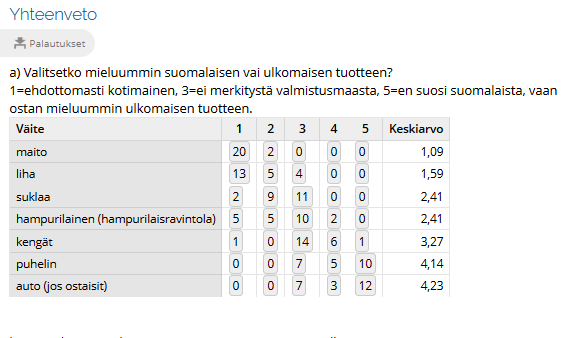 Yhteenveto
Palautukset
a) Valitsetko mieluummin suomalaisen vai ulkomaisen tuotteen?
1=ehdottomasti kotimainen, 3=ei merkitystä valmistusmaasta, 5=en suosi suomalaista, vaan
ostan mieluummin ulkomaisen tuotteen.
Väite 1 2 3 4 5 Keskiarvo
maito 20 2 0 0 0 1,09
liha 13 5 4 0 0 1,59
suklaa 2 9 11 0 0 2,41
hampurilainen (hampurilaisravintola) 5 5 10 2 0 2,41
kengät 1 0 14 6 1 3,27
puhelin 0 0 7 5 10 4,14
auto (jos ostaisit) 0 0 7 3 12 4,23